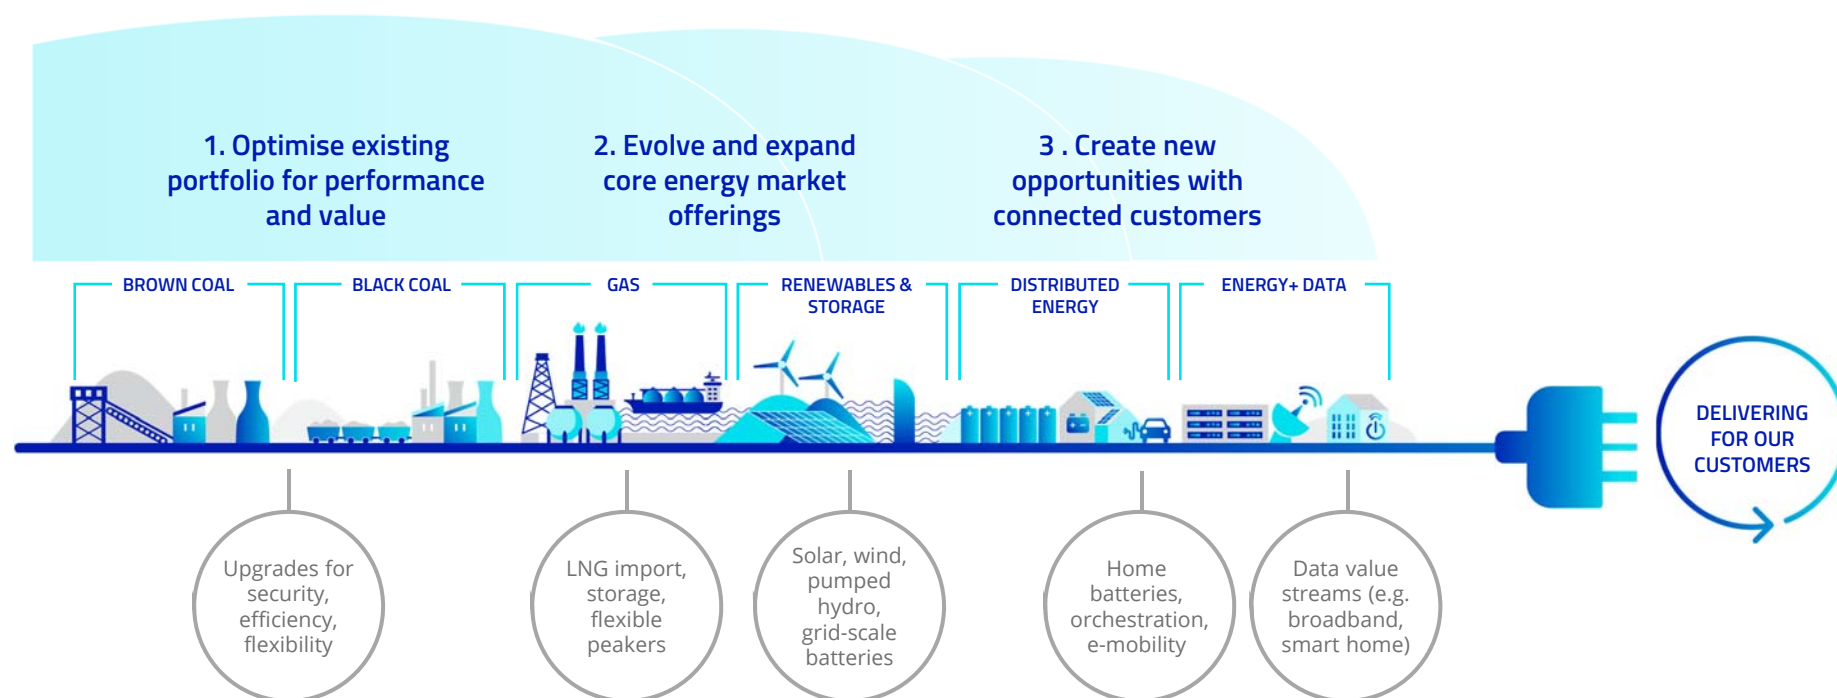 1. Optimise existing
portfolio for performance
and value
2. Evolve and expand
core energy market
offerings
3 . Create new
opportunities with
connected customers
BROWN COAL
BLACK COAL
GAS
RENEWABLES &
STORAGE
DISTRIBUTED
ENERGY
ENERGY+ DATA
DELIVERING
FOR OUR
CUSTOMERS
Upgrades for
security,
efficiency,
flexibility
LNG import,
storage,
flexible
peakers
Solar, wind,
pumped
hydro,
grid-scale
batteries
Home
batteries,
orchestration,
e-mobility
Data value
streams (e.g.
broadband,
smart home)